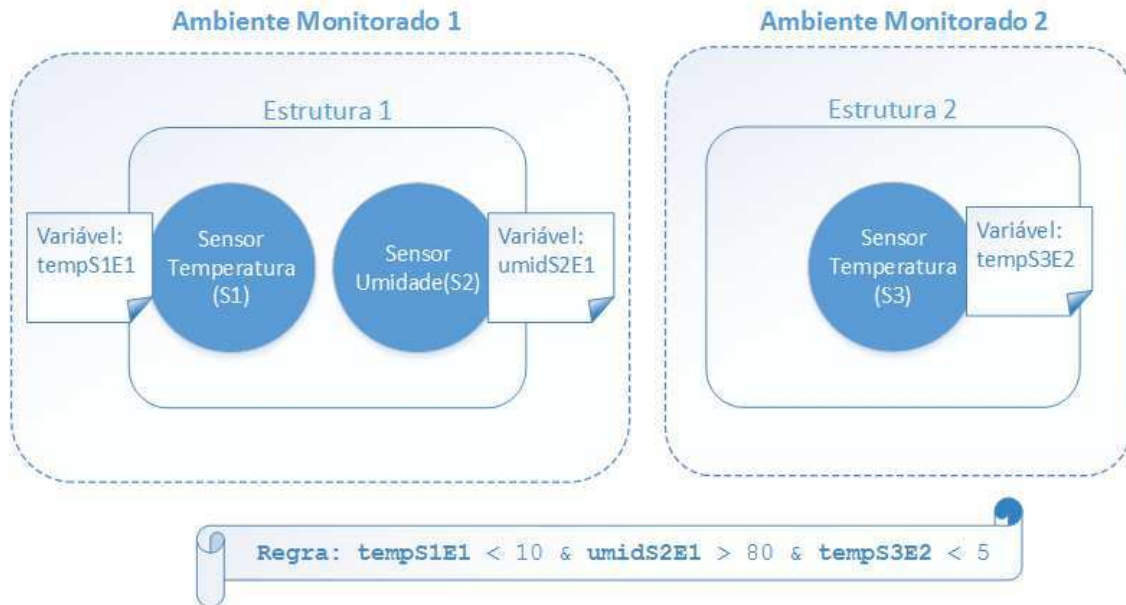 Ambiente Monitorado 1
Estrutura 1
Variável:
tempS1E1
Sensor
Temperatura
(S1)
Sensor
Umidade(S2)
Variável:
umidS2E1
Ambiente Monitorado 2
Estrutura 2
Sensor
Temperatura
(S3)
Variável:
tempS3E2
Regra: tempS1E1 < 10 & umidS2E1 > 80 & tempS3E2 < 5